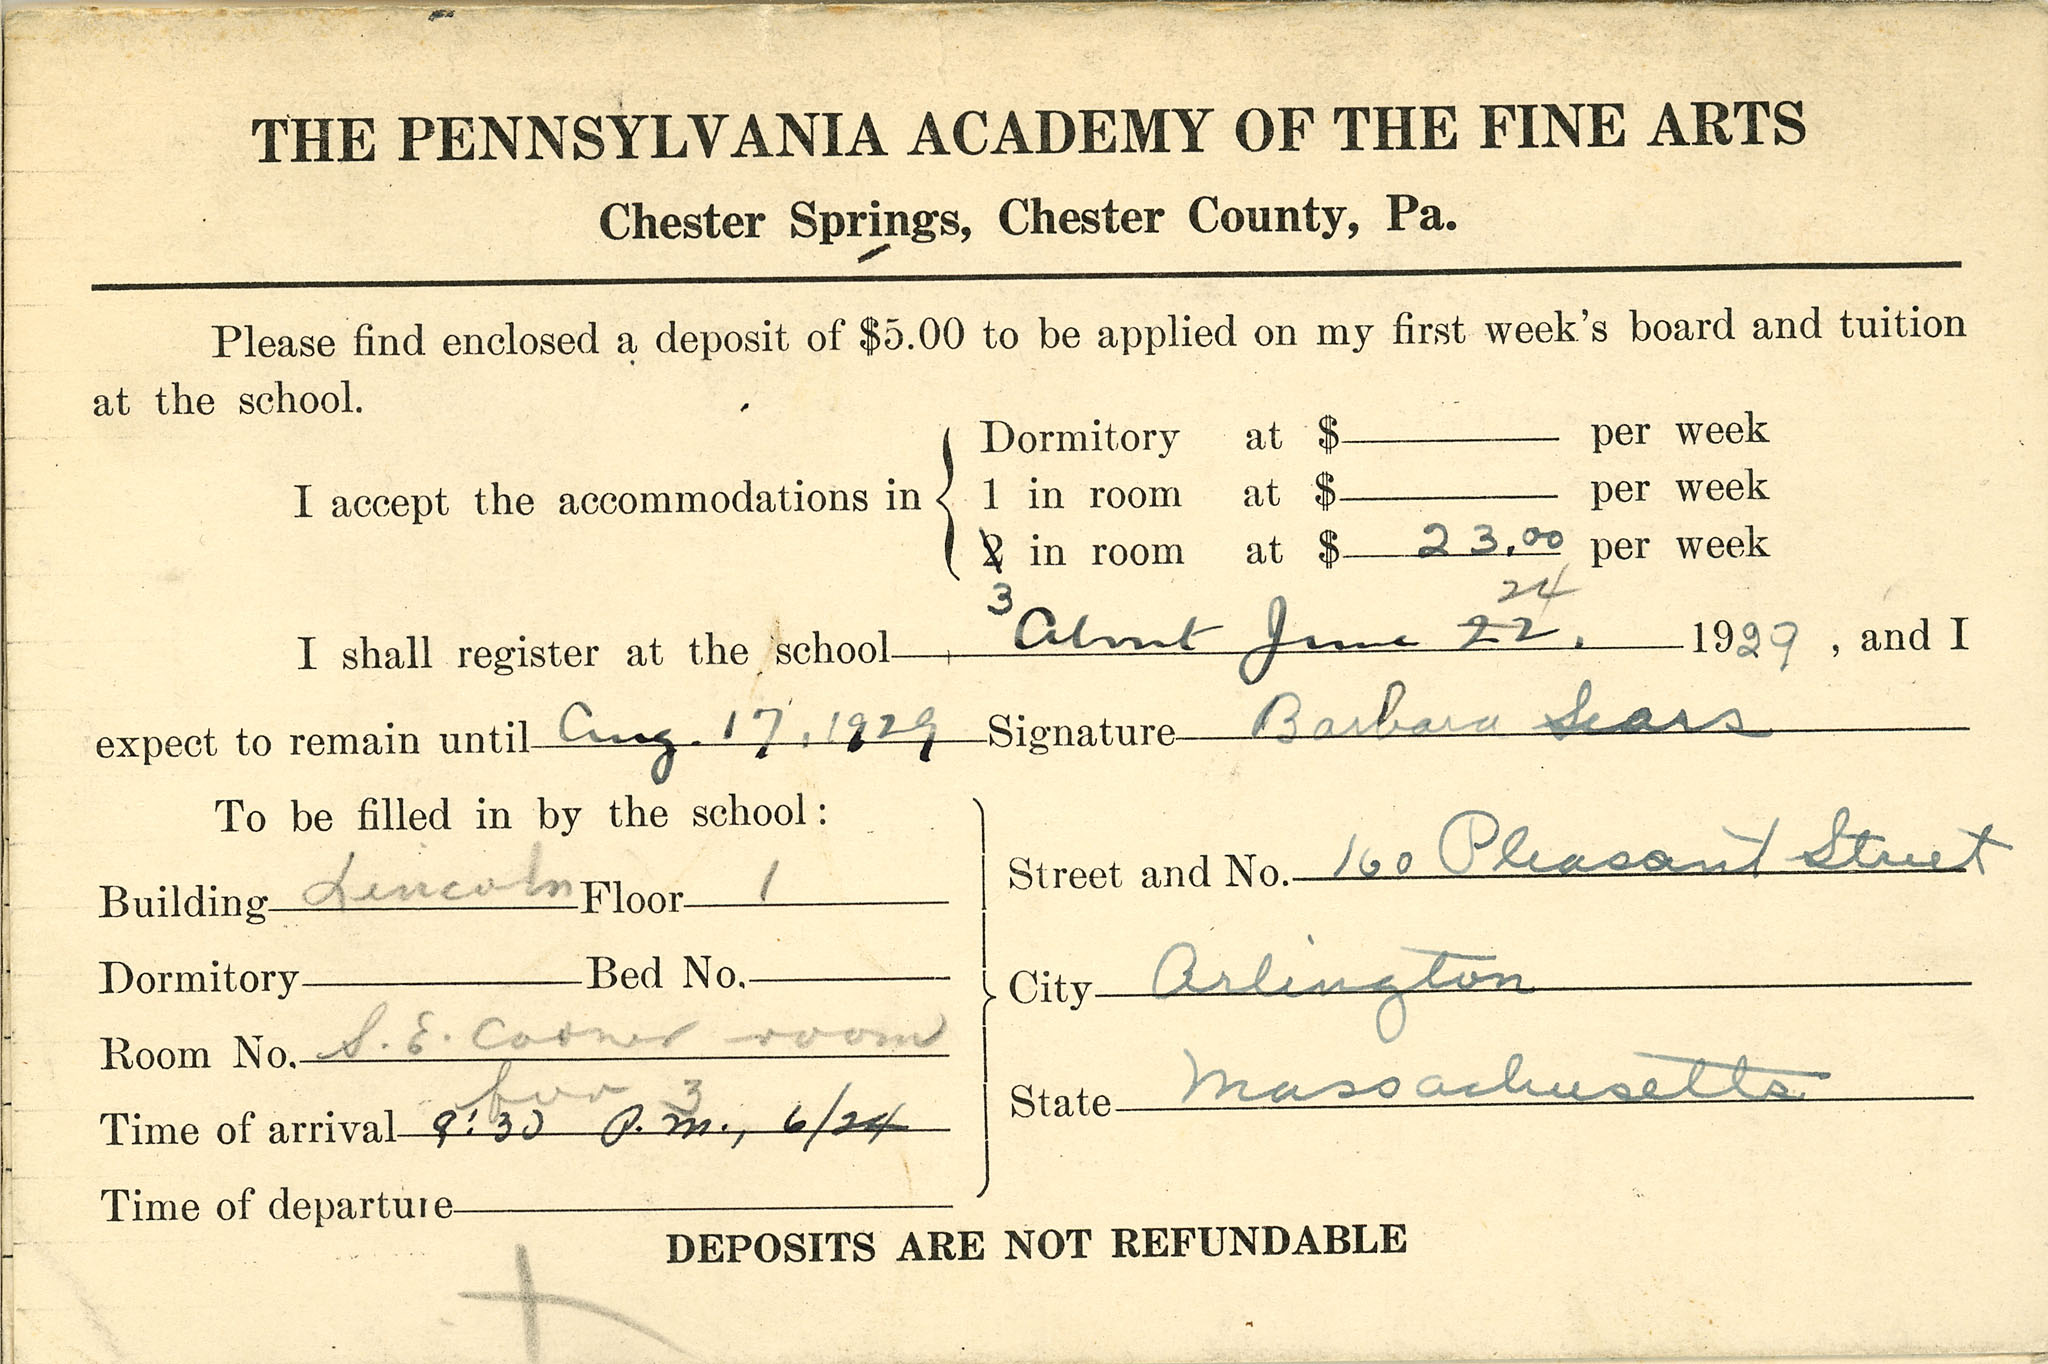 THE PENNSYLVANIA ACADEMY OF THE FINE ARTS
Chester Springs, Chester County, Pa.
Please find enclosed a deposit of $5.00 to be applied on my first week's board and tuition
at the school.
I accept the accommodations in
Dormitory at $ per week
1 in room at $ per week
2 in room at $ 23.00 per week
3
24
I shall register at the school About June 22, 1929, and I
expect to remain until Aug. 17, 1929 Signature Barbara Sears
To be filled in by the school:
Building Lincoln Floor 1
Dormitory Bed No.
Room No. S. E. Corner room
for 3
Time of arrival 9:30 P.M., 6/24
Time of departure
Street and No. 160 Pleasant Street
City Arlington
State Massachusetts
DEPOSITS ARE NOT REFUNDABLE